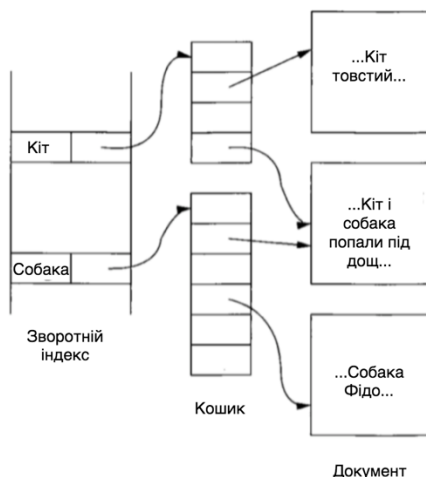 ...Кіт
товстий...
Кіт
...Кіт і
собака
попали під
дощ...
Собака
Зворотній
індекс
...Собака
Фідо...
Кошик
Документ